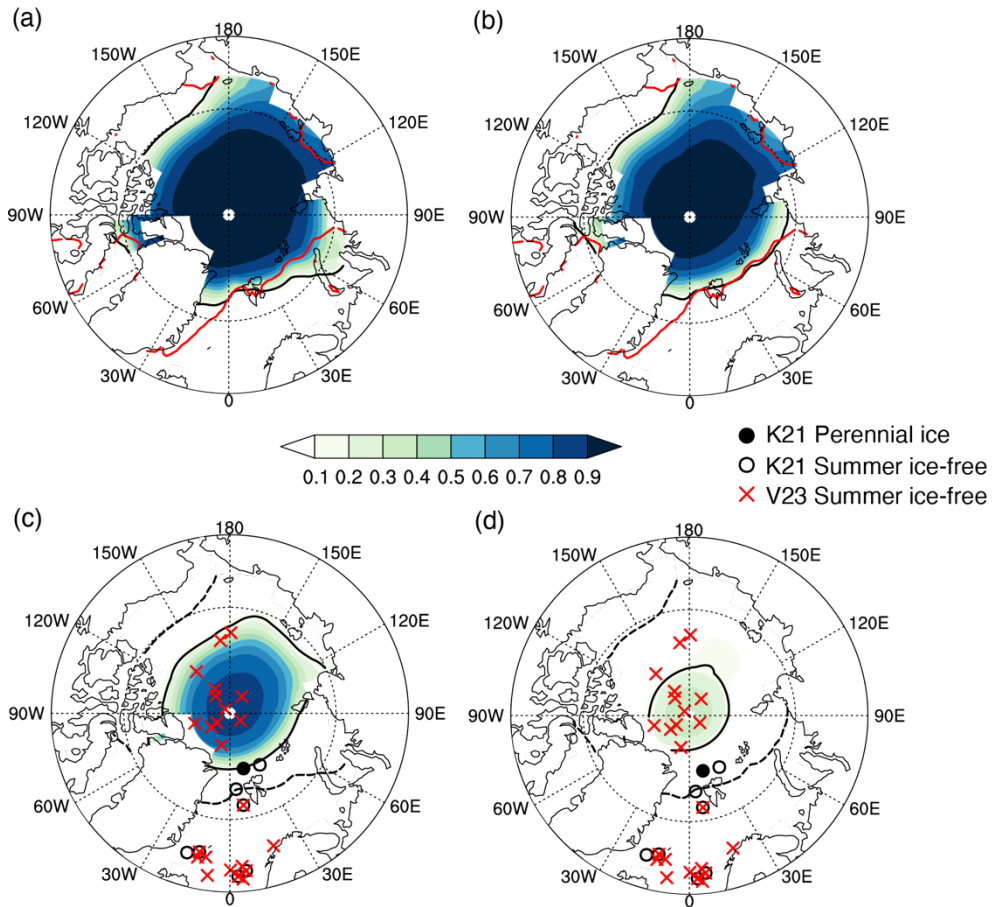 (a) (b)
180 180
150W 150E 150W 150E
120W 120E 120W 120E
90W 90E 90W 90E
60W 60E 60W 60E
30W 30E 30W 30E
0 0
0.1 0.2 0.3 0.4 0.5 0.6 0.7 0.8 0.9
K21 Perennial ice
K21 Summer ice-free
V23 Summer ice-free
(c) (d)
180 180
150W 150E 150W 150E
120W 120E 120W 120E
90W 90E 90W 90E
60W 60E 60W 60E
30W 30E 30W 30E
0 0